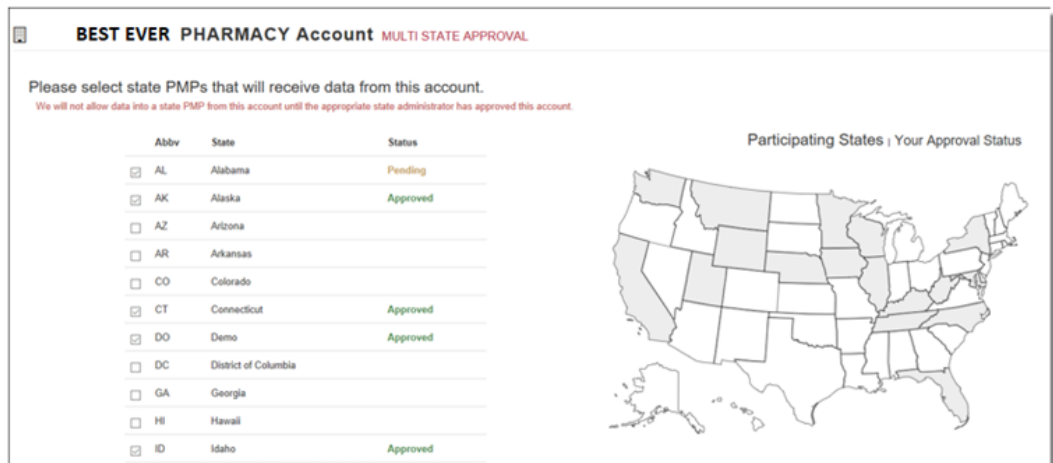 BEST EVER PHARMACY Account MULTI STATE APPROVAL
Please select state PMPs that will receive data from this account.
We will not allow data into a state PMP from this account until the appropriate state administrator has approved this account.
Abbv State Status
AL Alabama Pending
AK Alaska Approved
AZ Arizona
AR Arkansas
CO Colorado
CT Connecticut Approved
DO Demo Approved
DC District of Columbia
GA Georgia
HI Hawaii
ID Idaho Approved
Participating States | Your Approval Status